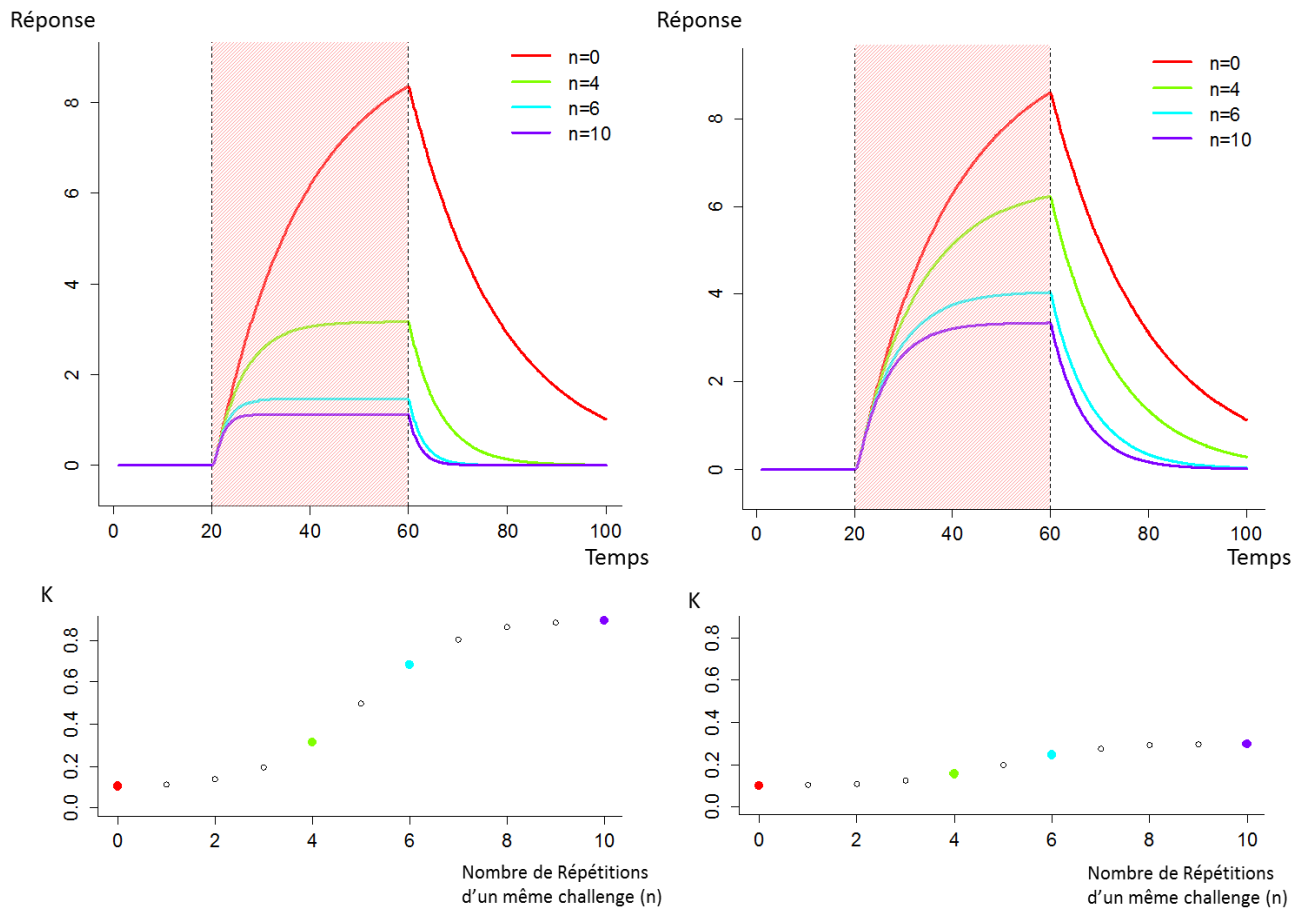 Réponse
8
6
4
2
0
n=0
n=4
n=6
n=10
0 20 40 60 80 100
Temps
K
0.8
0.6
0.4
0.2
0.0
0 2 4 6 8 10
Nombre de Répétitions
d'un même challenge (n)
Réponse
8
6
4
2
0
n=0
n=4
n=6
n=10
0 20 40 60 80 100
Temps
K
0.8
0.6
0.4
0.2
0.0
0 2 4 6 8 10
Nombre de Répétitions
d'un même challenge (n)